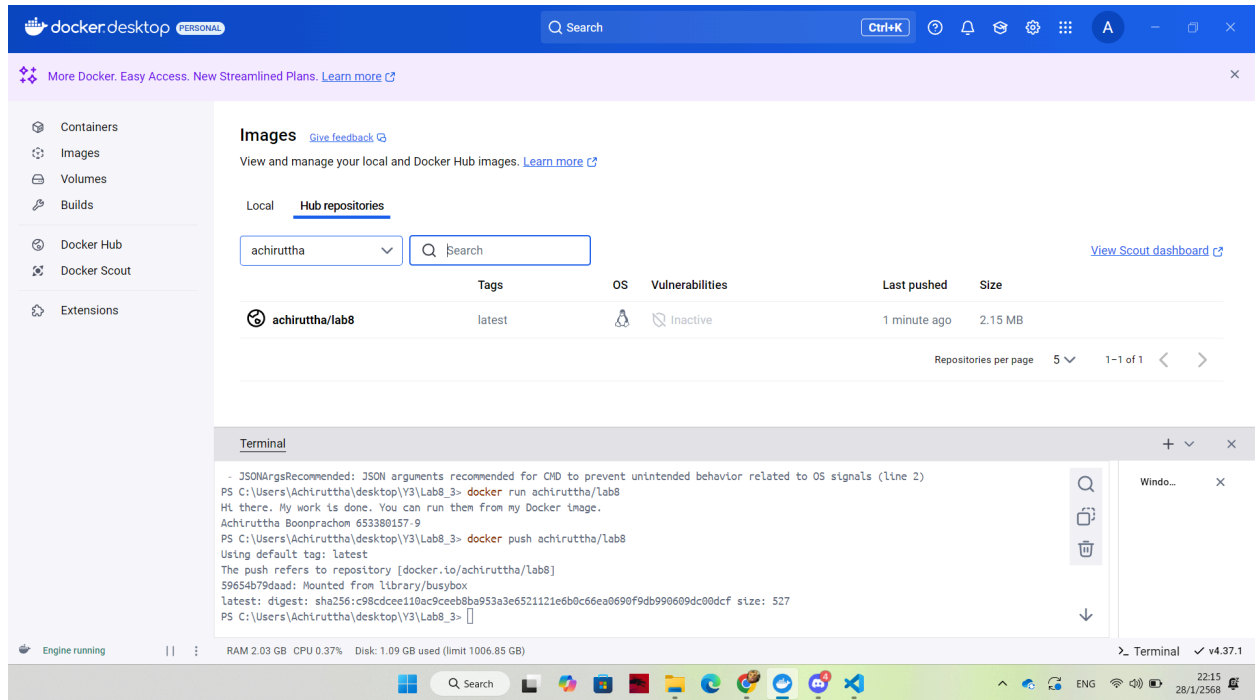 docker.desktop PERSONAL
Search
Ctrl+K
A
More Docker. Easy Access. New Streamlined Plans. Learn more
Containers
Images
Volumes
Builds
Docker Hub
Docker Scout
Extensions
Images Give feedback
View and manage your local and Docker Hub images. Learn more
Local Hub repositories
achiruttha Search View Scout dashboard
Tags OS Vulnerabilities Last pushed Size
achiruttha/lab8 latest Inactive 1 minute ago 2.15 MB
Repositories per page 5 1–1 of 1
Terminal
- JSONArgsRecommended: JSON arguments recommended for CMD to prevent unintended behavior related to OS signals (line 2)
PS C:\Users\Achiruttha\desktop\Y3\Lab8_3> docker run achiruttha/lab8
Hi there. My work is done. You can run them from my Docker image.
Achiruttha Boonprachom 653380157-9
PS C:\Users\Achiruttha\desktop\Y3\Lab8_3> docker push achiruttha/lab8
Using default tag: latest
The push refers to repository [docker.io/achiruttha/lab8]
59654b79daad: Mounted from library/busybox
latest: digest: sha256:c98cdcee110ac9ceeb8ba953a3e6521121e6b0c66ea0690f9db990609dc00dcf size: 527
PS C:\Users\Achiruttha\desktop\Y3\Lab8_3>
Windo...
Engine running
RAM 2.03 GB CPU 0.37% Disk: 1.09 GB used (limit 1006.85 GB)
Terminal v4.37.1
Search
ENG
22:15
28/1/2568